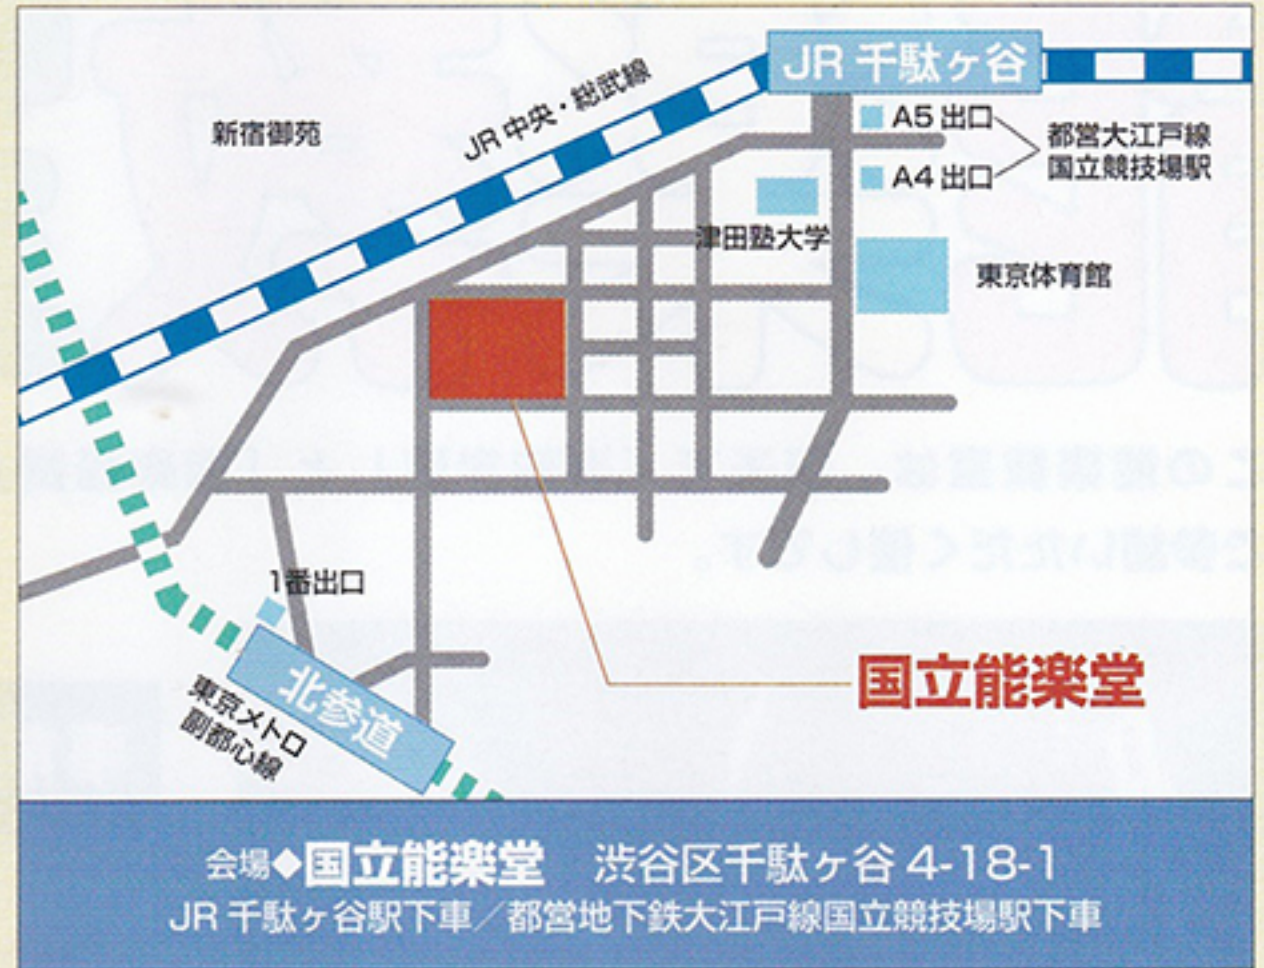 JR 千駄ヶ谷
新宿御苑
JR 中央・総武線
A5 出口
A4 出口
都営大江戸線
国立競技場駅
津田塾大学
東京体育館
1番出口
北参道
東京メトロ
副都心線
国立能楽堂
会場◆国立能楽堂 渋谷区千駄ヶ谷 4-18-1
JR 千駄ヶ谷駅下車／都営地下鉄大江戸線国立競技場駅下車